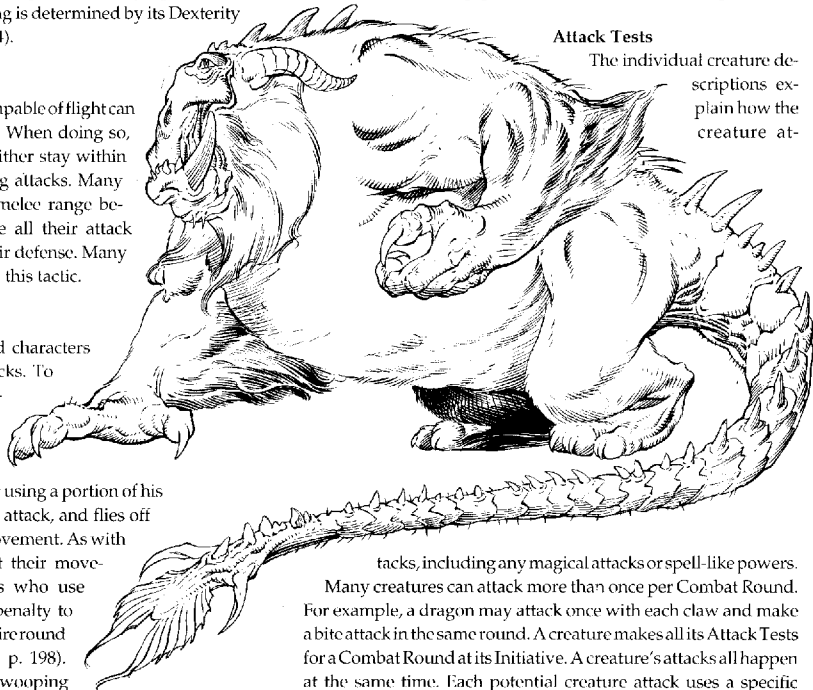 ng is determined by its Dexterity
4).
apable of flight can
When doing so,
ither stay within
g attacks. Many
melee range be-
e all their attack
eir defense. Many
this tactic.
d characters
cks. To
using a portion of his
attack, and flies off
ovement. As with
t their move-
s who use
penalty to
tire round
p. 198).
wooping
Attack Tests
The individual creature de-
scriptions ex-
plain how the
creature at-
tacks, including any magical attacks or spell-like powers.
Many creatures can attack more than once per Combat Round.
For example, a dragon may attack once with each claw and make
a bite attack in the same round. A creature makes all its Attack Tests
for a Combat Round at its Initiative. A creature's attacks all happen
at the same time. Each potential creature attack uses a specific